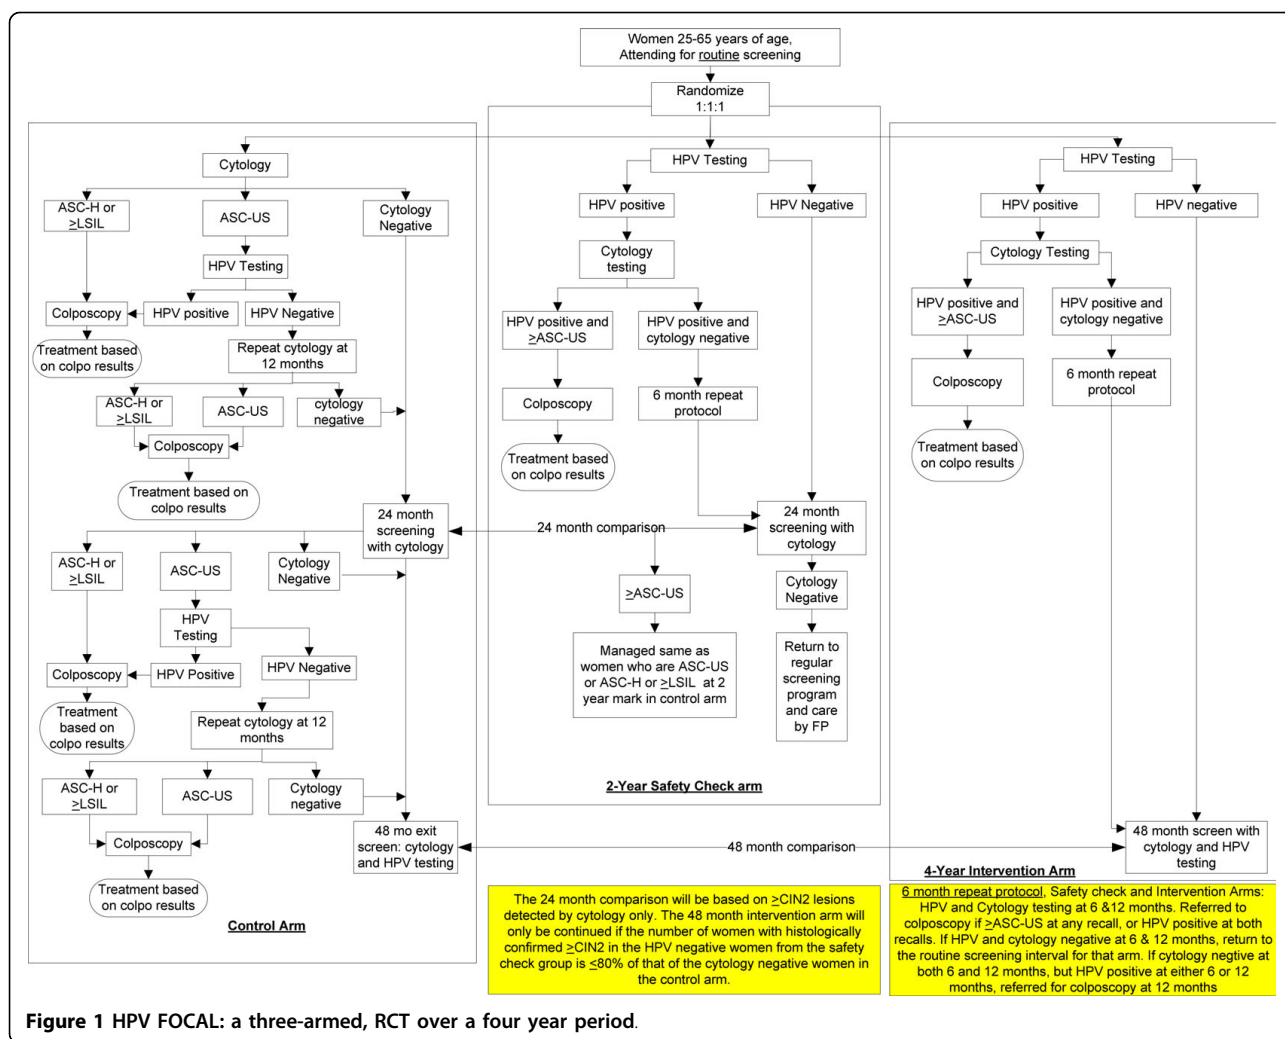 Women 25-65 years of age,
Attending for routine screening
Randomize
1:1:1
Cytology
ASC-H or
≥LSIL
ASC-US
Cytology
Negative
HPV Testing
Colposcopy
HPV positive
HPV Negative
Treatment based
on colpo results
Repeat cytology at
12 months
ASC-H or
≥LSIL
ASC-US
cytology
negative
Colposcopy
Treatment based on
colpo results
24 month
screening
with cytology
ASC-H or
≥LSIL
ASC-US
Cytology
Negative
HPV
Testing
Colposcopy
HPV Positive
HPV Negative
Treatment
based on
colpo results
Repeat cytology at 12
months
ASC-H or
≥LSIL
ASC-US
Cytology
negative
Colposcopy
48 mo exit
screen: cytology
and HPV testing
Treatment based on
colpo results
Control Arm
HPV Testing
HPV positive
HPV Negative
Cytology
testing
HPV positive and
≥ASC-US
HPV positive and
cytology negative
Colposcopy
6 month repeat
protocol
Treatment based
on colpo results
24 month comparison
24 month
screening with
cytology
≥ASC-US
Cytology
Negative
Managed same as
women who are ASC-US
or ASC-H or ≥LSIL at 2
year mark in control arm
Return to
regular
screening
program
and care
by FP
2-Year Safety Check arm
HPV Testing
HPV positive
HPV negative
Cytology Testing
HPV positive and
≥ASC-US
HPV positive and
cytology negative
Colposcopy
6 month repeat
protocol
Treatment based
on colpo results
48 month comparison
48 month screen with
cytology and HPV
testing
4-Year Intervention Arm
The 24 month comparison will be based on ≥CIN2 lesions
detected by cytology only. The 48 month intervention arm will
only be continued if the number of women with histologically
confirmed ≥CIN2 in the HPV negative women from the safety
check group is ≤80% of that of the cytology negative women in
the control arm.
6 month repeat protocol, Safety check and Intervention Arms:
HPV and Cytology testing at 6 &12 months. Referred to
colposcopy if ≥ASC-US at any recall, or HPV positive at both
recalls. If HPV and cytology negative at 6 & 12 months, return to
the routine screening interval for that arm. If cytology negtive at
both 6 and 12 months, but HPV positive at either 6 or 12
months, referred for colposcopy at 12 months
Figure 1 HPV FOCAL: a three-armed, RCT over a four year period.